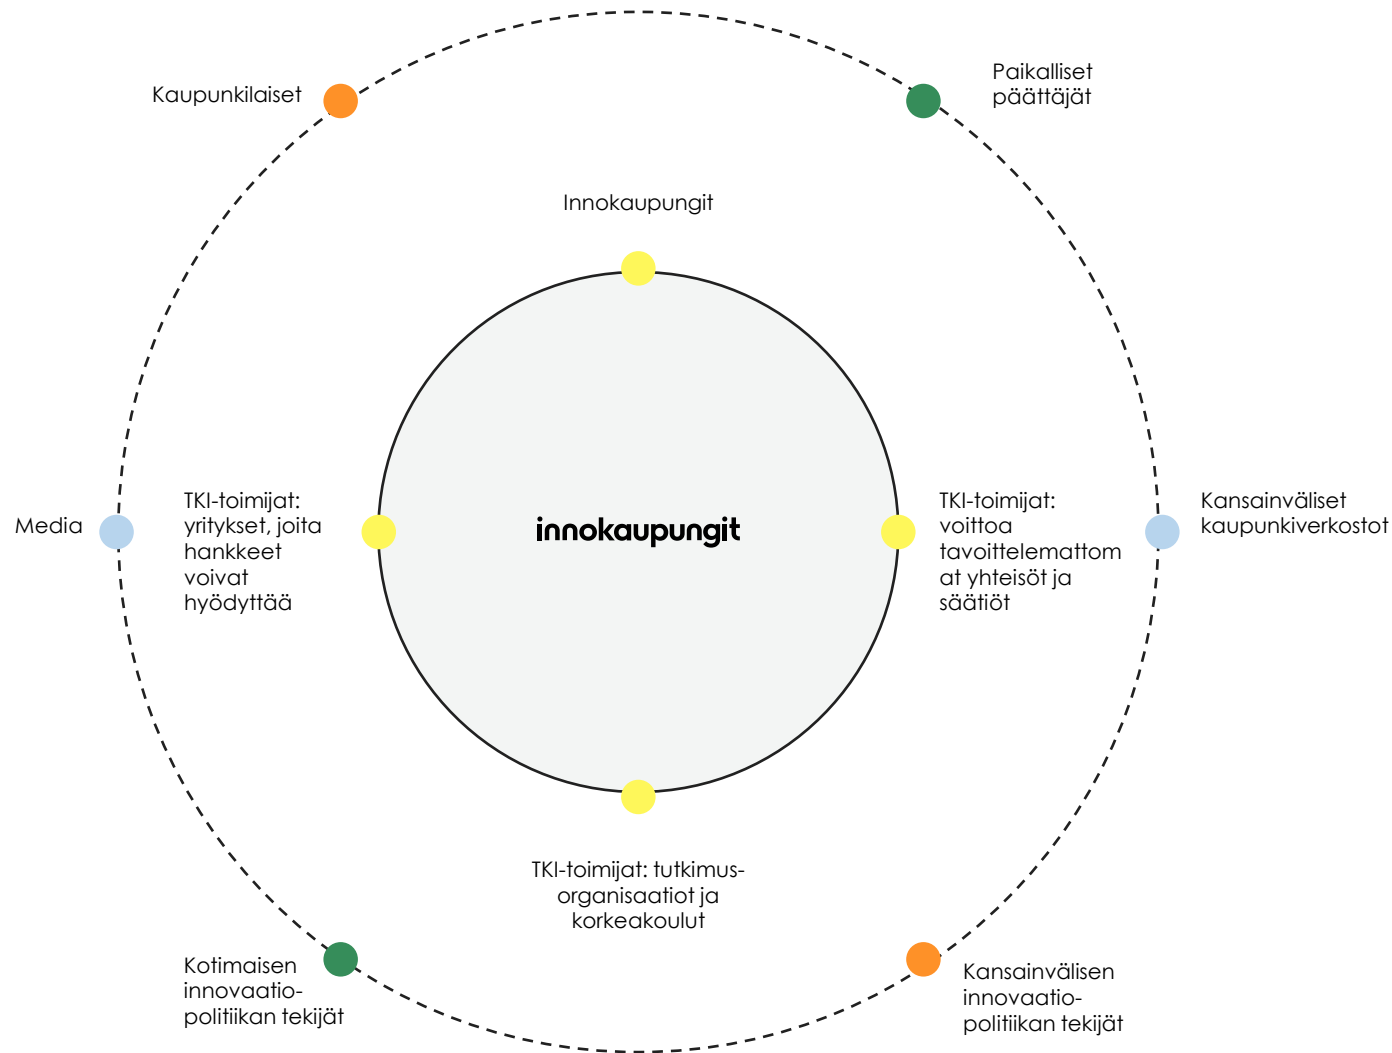 Paikalliset
päättäjät
Kaupunkilaiset
Innokaupungit
TKI-toimijat:
yritykset, joita
hankkeet
voivat
hyödyttää
Media
innokaupungit
TKI-toimijat:
voittoa
tavoittelemattom
at yhteisöt ja
säätiöt
Kansainväliset
kaupunkiverkostot
TKI-toimijat: tutkimus-
organisaatiot ja
korkeakoulut
Kotimaisen
innovaatio-
politiikan tekijät
Kansainvälisen
innovaatio-
politiikan tekijät